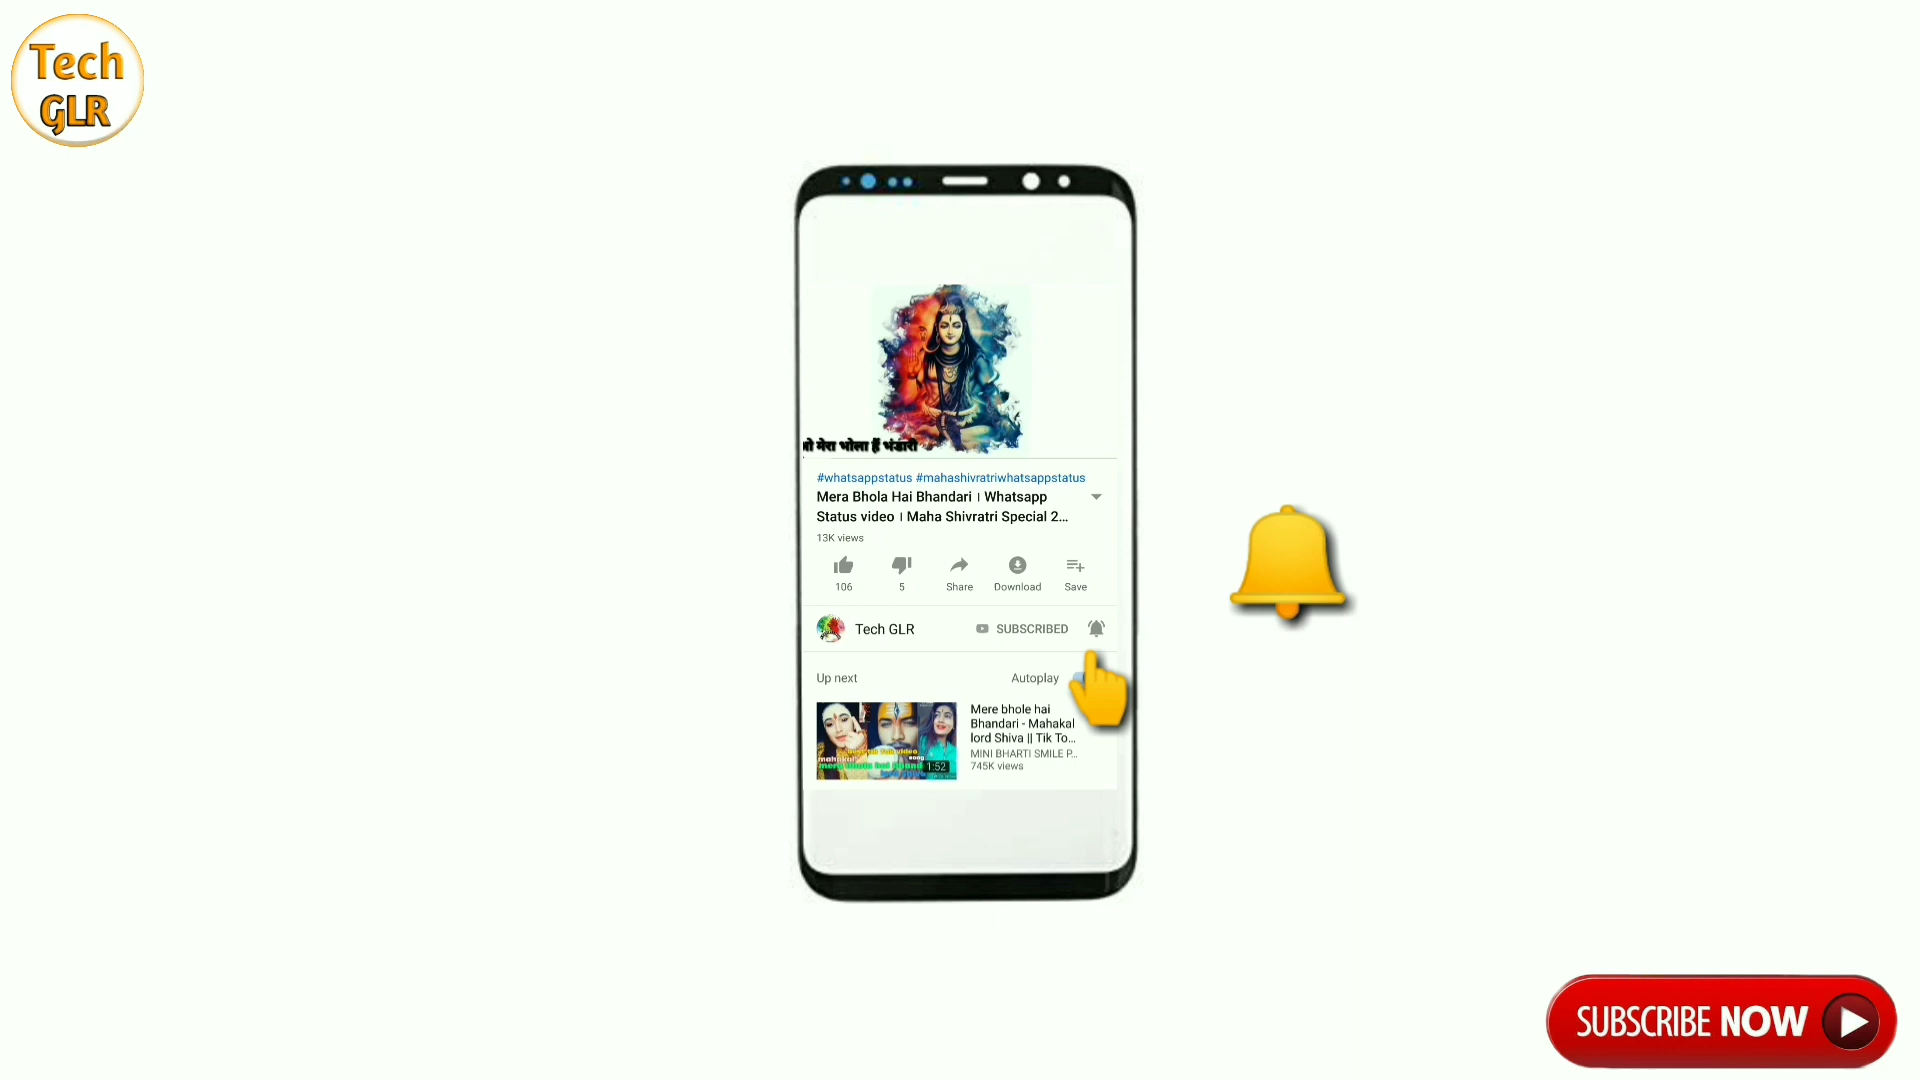 Tech
GLR
मेरा भोला हैं भंडारी
#whatsappstatus #mahashivratriwhatsappstatus
Mera Bhola Hai Bhandari । Whatsapp
Status video । Maha Shivratri Special 2...
13K views
106
5
Share
Download
Save
Tech GLR
SUBSCRIBED
Up next
Autoplay
Mere bhole hai
Bhandari - Mahakal
lord Shiva || Tik To...
MINI BHARTI SMILE P...
745K views
1:52
SUBSCRIBE NOW